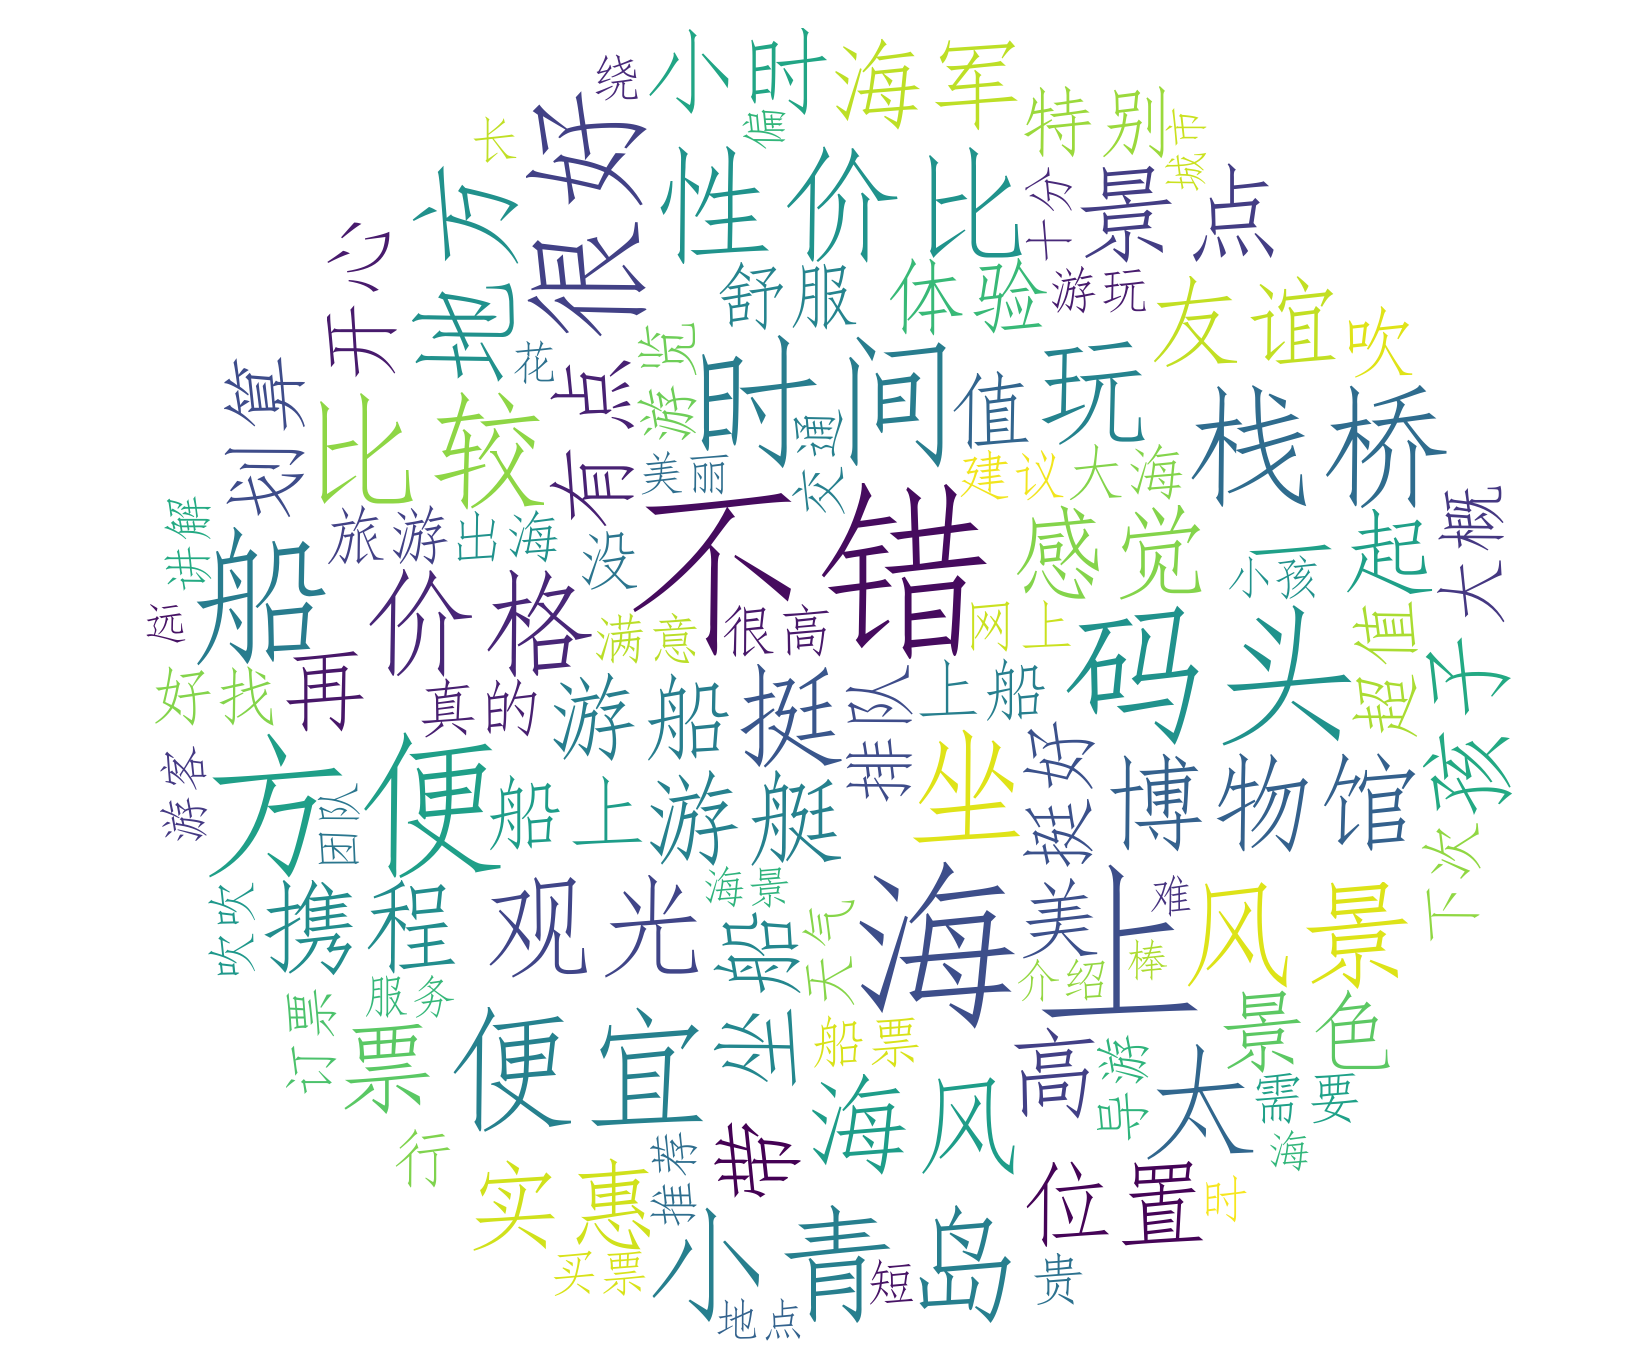 绕
小时
海军
长
很好
偏
特别
城市
地方
性价比
十分
景点
开心
舒服
体验
游玩
友谊
吹
花
游览
划算
比较
有点
时间
值
玩
栈桥
交通
美丽
建议
大海
讲解
旅游
出海
没
不错
感觉
一起
大概
小孩
船
价格
远
满意
很高
网上
码头
超值
孩子
好找
再
真的
游船
挺
排队
上船
挺好
游客
方便
团队
船上
游艇
坐
博物馆
下次
吹吹
携程
观光
海景
坐船
天气
海上
美
难
风景
介绍
棒
订票
服务
票
便宜
船票
高
导游
太
景色
需要
海风
海
行
实惠
推荐
带
位置
时
买票
小青岛
短
贵
地点